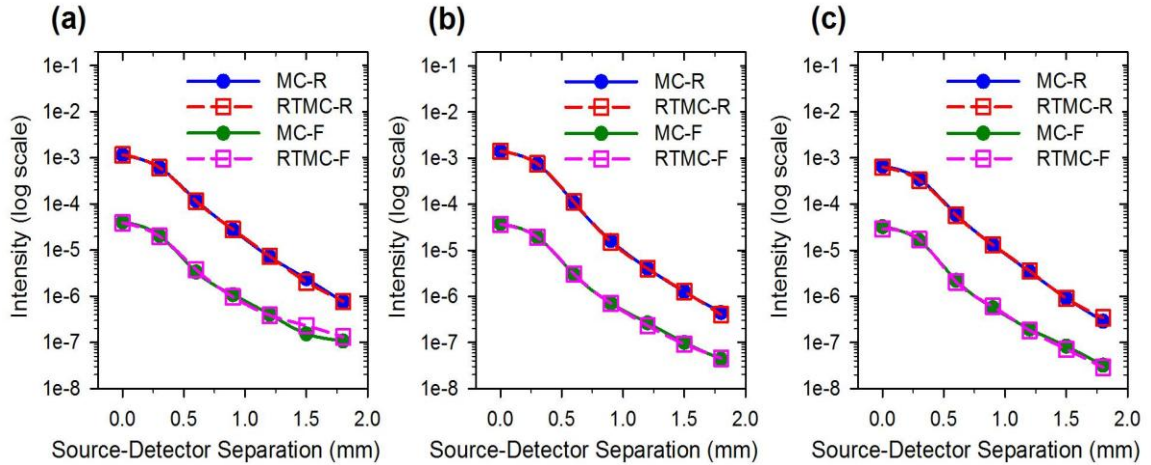 (a)
Intensity (log scale)
1e-1
1e-2
1e-3
1e-4
1e-5
1e-6
1e-7
1e-8
MC-R
RTMC-R
MC-F
RTMC-F
0.0 0.5 1.0 1.5 2.0
Source-Detector Separation (mm)
(b)
Intensity (log scale)
1e-1
1e-2
1e-3
1e-4
1e-5
1e-6
1e-7
1e-8
MC-R
RTMC-R
MC-F
RTMC-F
0.0 0.5 1.0 1.5 2.0
Source-Detector Separation (mm)
(c)
Intensity (log scale)
1e-1
1e-2
1e-3
1e-4
1e-5
1e-6
1e-7
1e-8
MC-R
RTMC-R
MC-F
RTMC-F
0.0 0.5 1.0 1.5 2.0
Source-Detector Separation (mm)